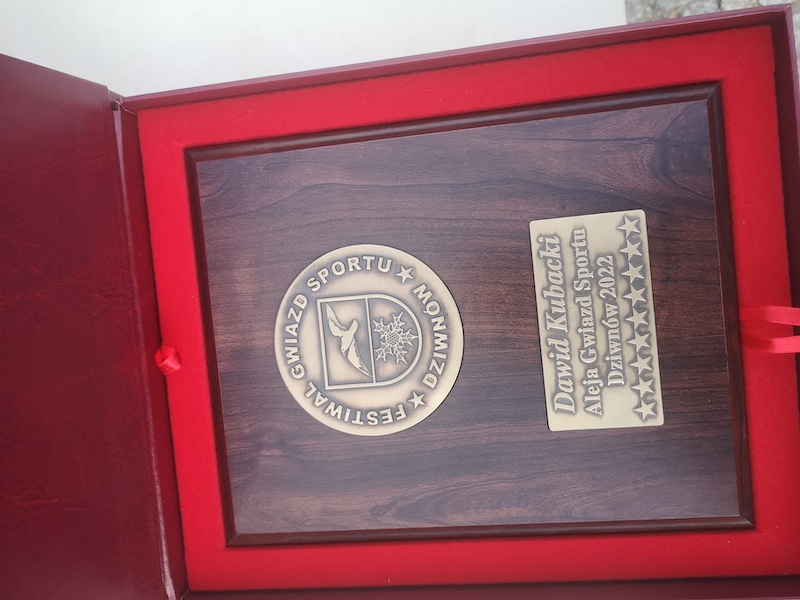 FESTIWAL GWIAZD SPORTU
DZIWNÓW
Dawid Kubacki
Aleja Gwiazd Sportu
Dziwnów 2022